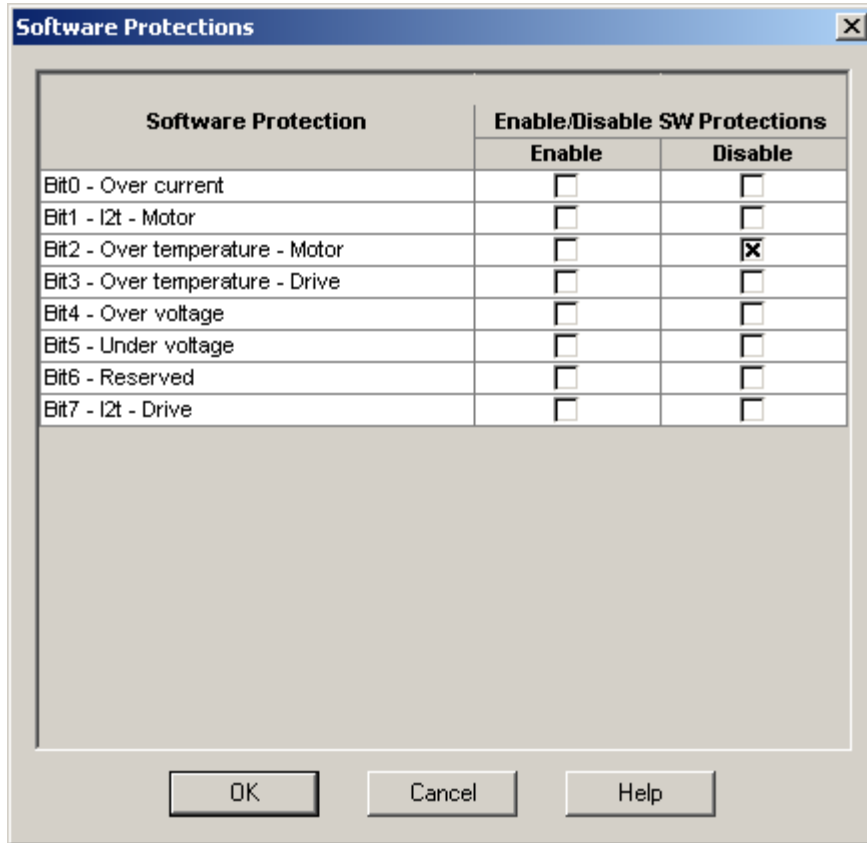 Software Protections
Software Protection
Enable/Disable SW Protections
Enable Disable
Bit0 - Over current
Bit1 - I2t - Motor
Bit2 - Over temperature - Motor
Bit3 - Over temperature - Drive
Bit4 - Over voltage
Bit5 - Under voltage
Bit6 - Reserved
Bit7 - I2t - Drive
OK Cancel Help